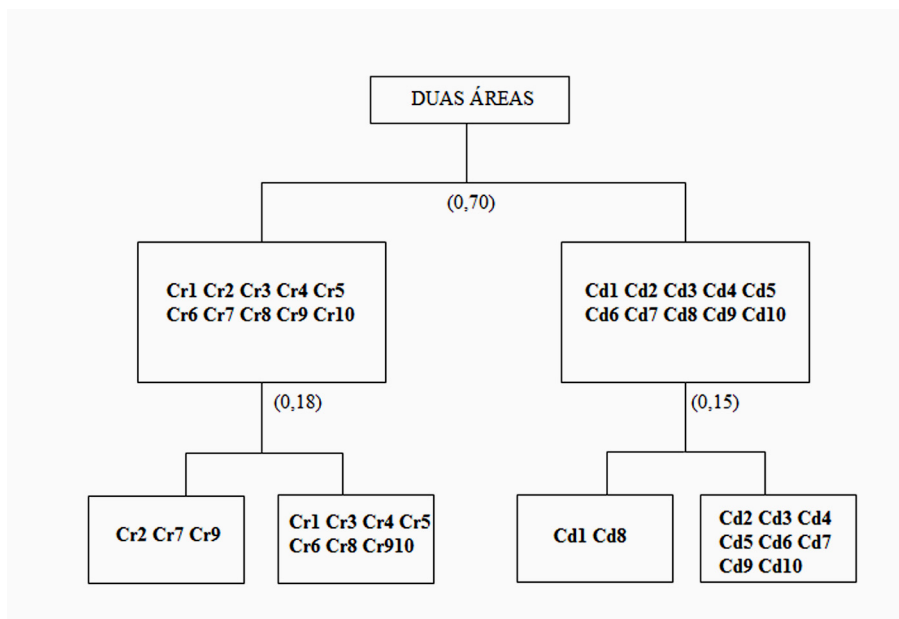 DUAS ÁREAS
(0,70)
Cr1 Cr2 Cr3 Cr4 Cr5
Cr6 Cr7 Cr8 Cr9 Cr10
Cd1 Cd2 Cd3 Cd4 Cd5
Cd6 Cd7 Cd8 Cd9 Cd10
(0,18)
(0,15)
Cr2 Cr7 Cr9
Cr1 Cr3 Cr4 Cr5
Cr6 Cr8 Cr910
Cd1 Cd8
Cd2 Cd3 Cd4
Cd5 Cd6 Cd7
Cd9 Cd10